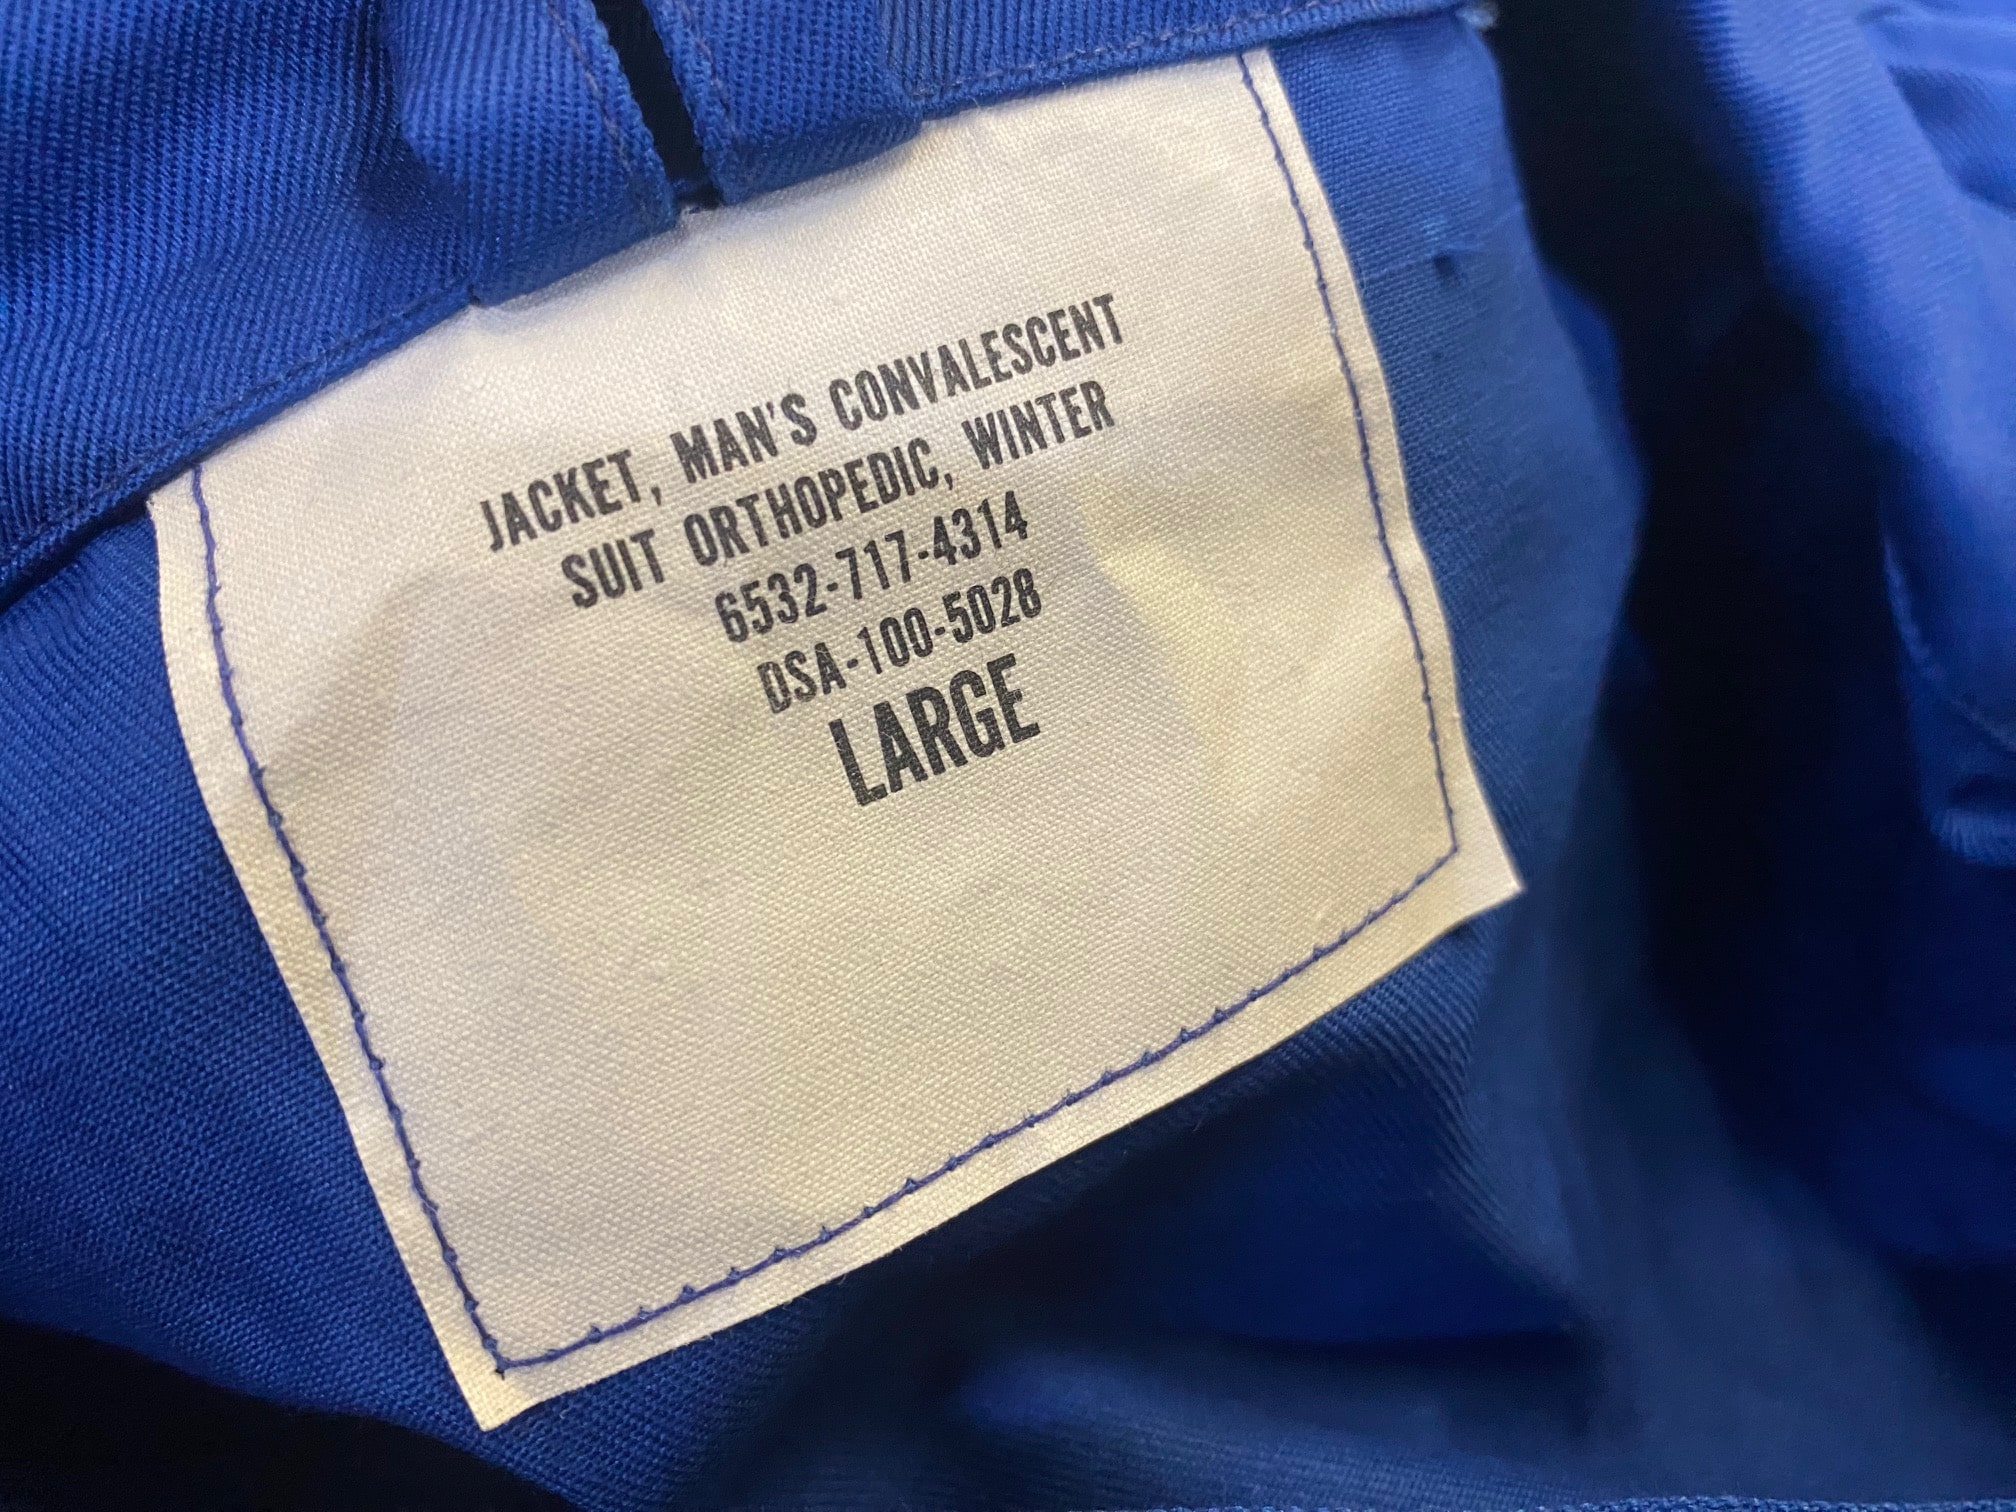 JACKET, MAN'S CONVALESCENT
SUIT ORTHOPEDIC, WINTER
6532-717-4314
DSA-100-5028
LARGE